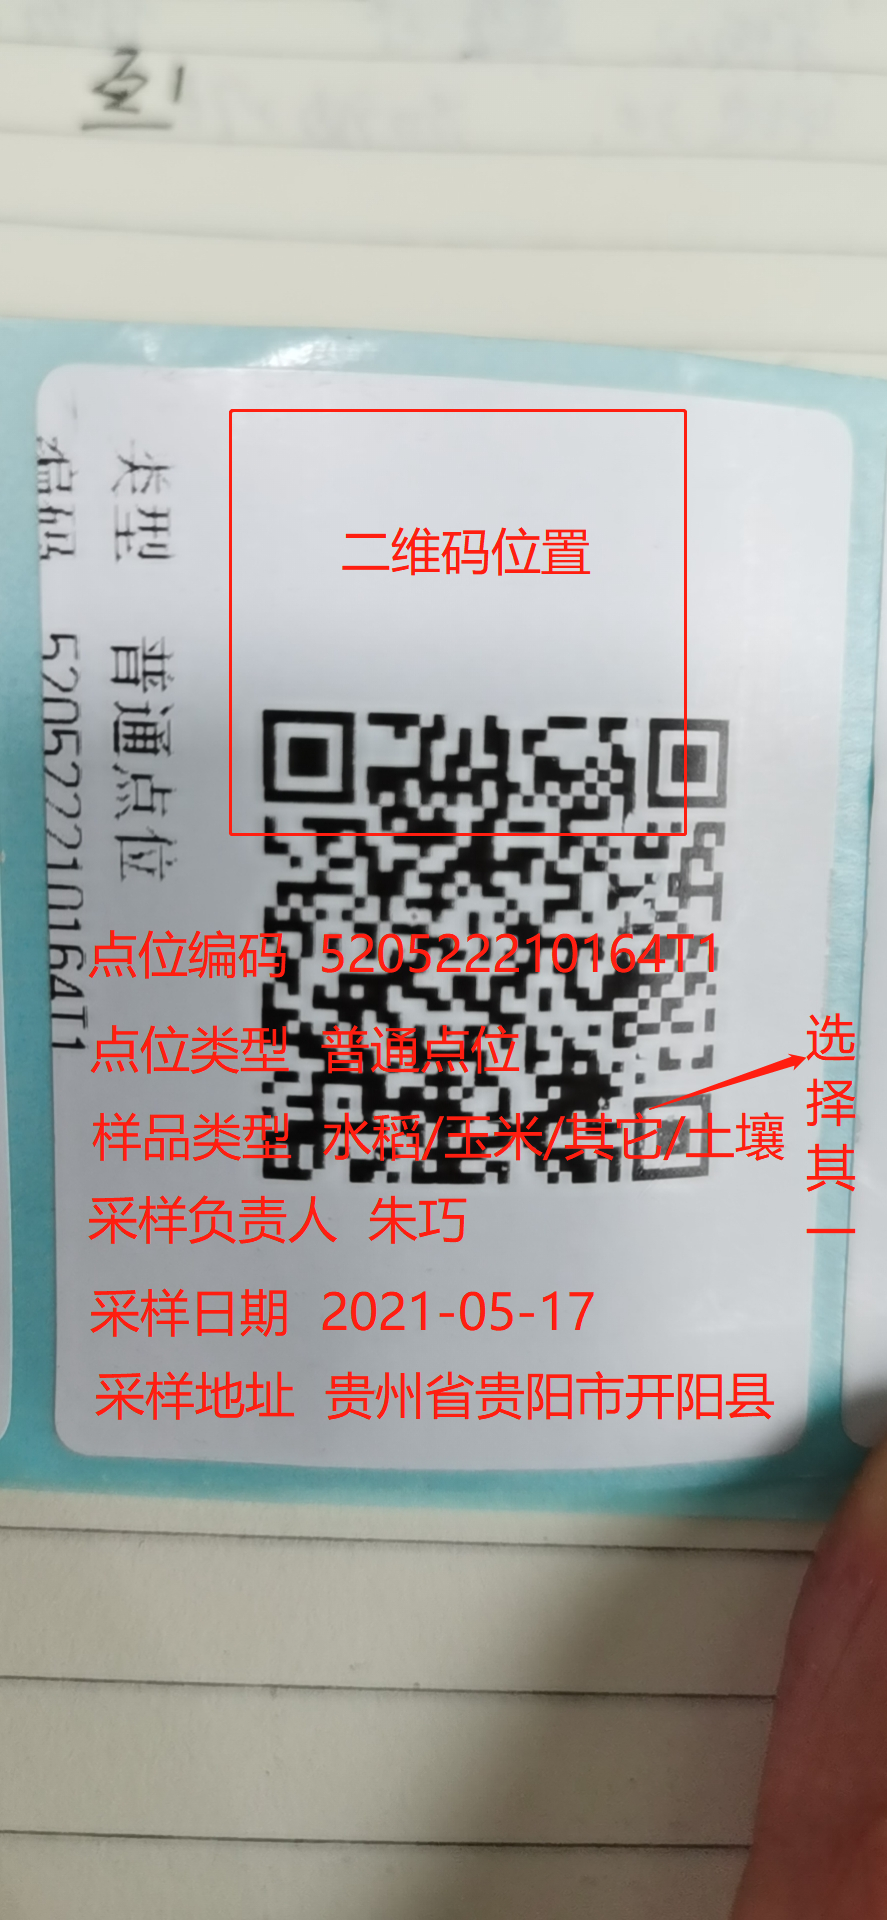 类型 普通点位
编码 520522210164T1
二维码位置
点位编码 520522210164T1
点位类型 普通点位
样品类型 水稻/玉米/其它/土壤
选择其一
采样负责人 朱巧
采样日期 2021-05-17
采样地址 贵州省贵阳市开阳县